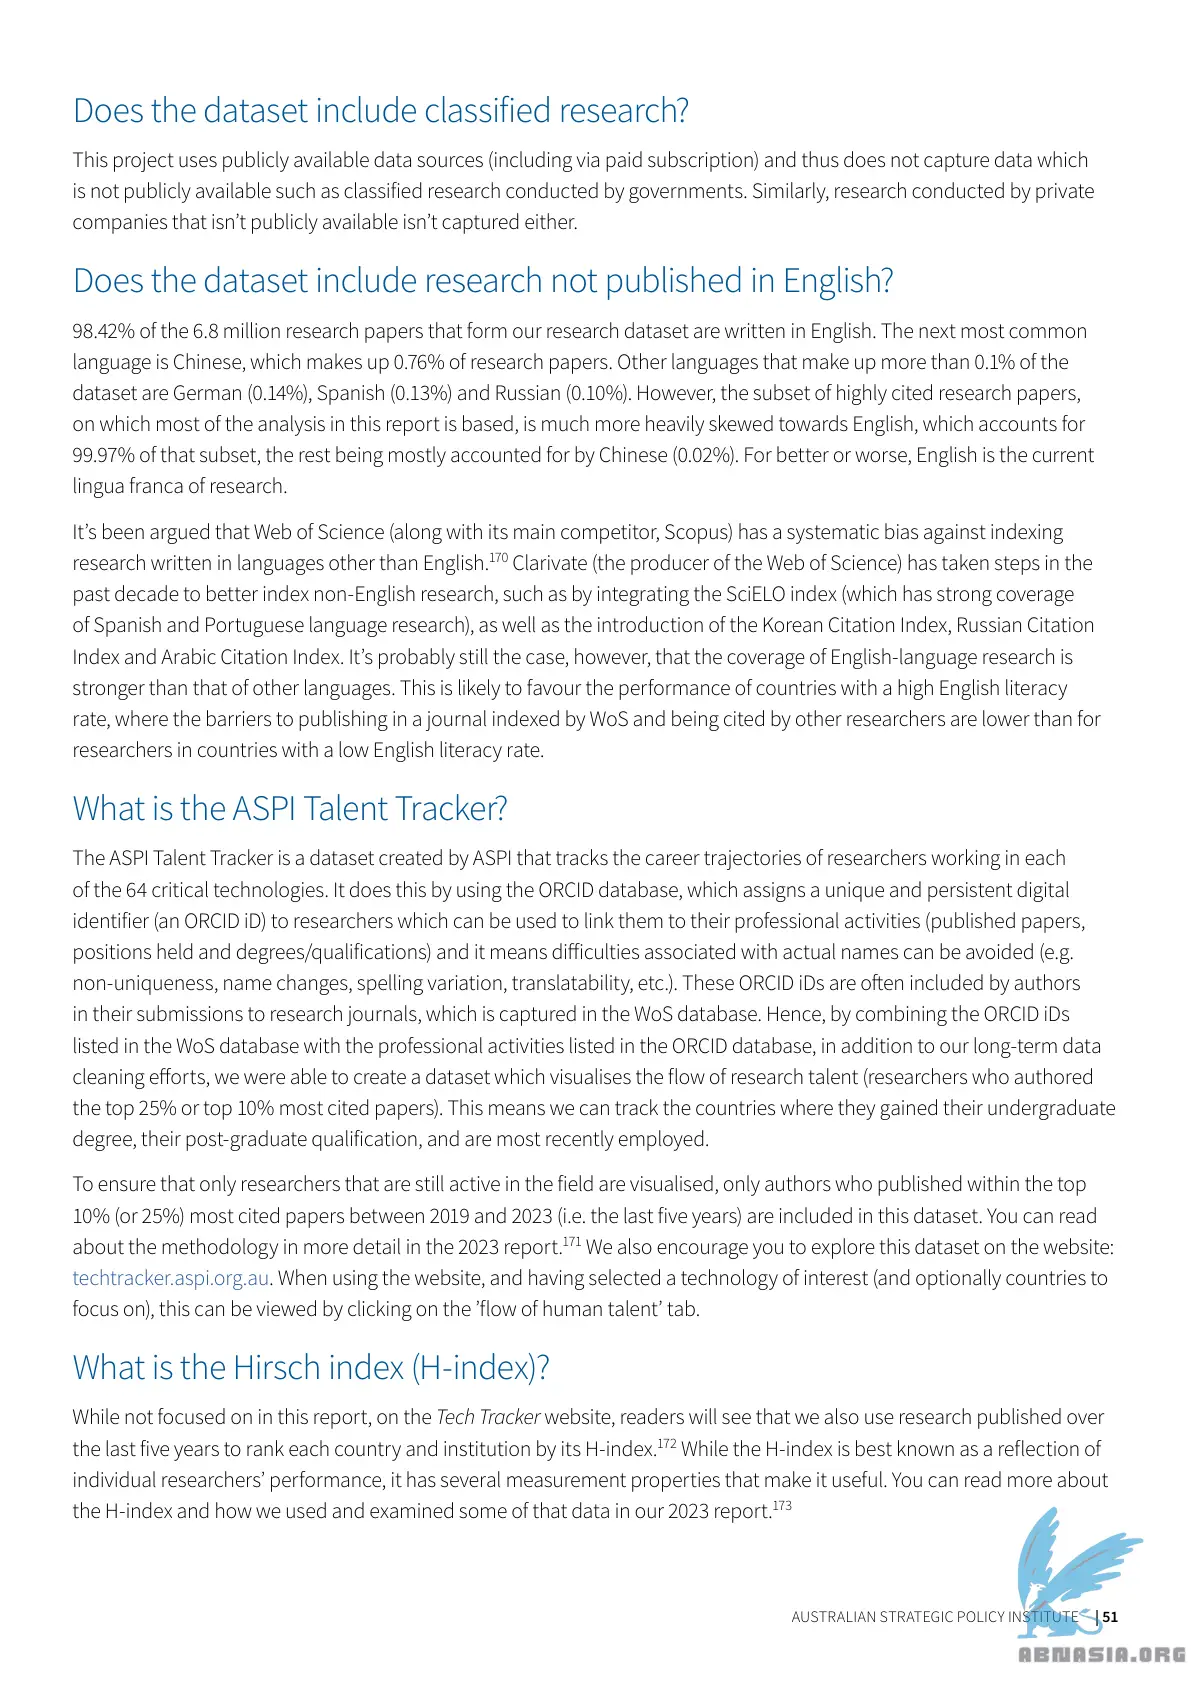 Does the dataset include classified research?
This project uses publicly available data sources (including via paid subscription) and thus does not capture data which
is not publicly available such as classified research conducted by governments. Similarly, research conducted by private
companies that isn’t publicly available isn’t captured either.
Does the dataset include research not published in English?
98.42% of the 6.8 million research papers that form our research dataset are written in English. The next most common
language is Chinese, which makes up 0.76% of research papers. Other languages that make up more than 0.1% of the
dataset are German (0.14%), Spanish (0.13%) and Russian (0.10%). However, the subset of highly cited research papers,
on which most of the analysis in this report is based, is much more heavily skewed towards English, which accounts for
99.97% of that subset, the rest being mostly accounted for by Chinese (0.02%). For better or worse, English is the current
lingua franca of research.
It’s been argued that Web of Science (along with its main competitor, Scopus) has a systematic bias against indexing
research written in languages other than English.170 Clarivate (the producer of the Web of Science) has taken steps in the
past decade to better index non-English research, such as by integrating the SciELO index (which has strong coverage
of Spanish and Portuguese language research), as well as the introduction of the Korean Citation Index, Russian Citation
Index and Arabic Citation Index. It’s probably still the case, however, that the coverage of English-language research is
stronger than that of other languages. This is likely to favour the performance of countries with a high English literacy
rate, where the barriers to publishing in a journal indexed by WoS and being cited by other researchers are lower than for
researchers in countries with a low English literacy rate.
What is the ASPI Talent Tracker?
The ASPI Talent Tracker is a dataset created by ASPI that tracks the career trajectories of researchers working in each
of the 64 critical technologies. It does this by using the ORCID database, which assigns a unique and persistent digital
identifier (an ORCID iD) to researchers which can be used to link them to their professional activities (published papers,
positions held and degrees/qualifications) and it means difficulties associated with actual names can be avoided (e.g.
non-uniqueness, name changes, spelling variation, translatability, etc.). These ORCID iDs are often included by authors
in their submissions to research journals, which is captured in the WoS database. Hence, by combining the ORCID iDs
listed in the WoS database with the professional activities listed in the ORCID database, in addition to our long-term data
cleaning efforts, we were able to create a dataset which visualises the flow of research talent (researchers who authored
the top 25% or top 10% most cited papers). This means we can track the countries where they gained their undergraduate
degree, their post-graduate qualification, and are most recently employed.
To ensure that only researchers that are still active in the field are visualised, only authors who published within the top
10% (or 25%) most cited papers between 2019 and 2023 (i.e. the last five years) are included in this dataset. You can read
about the methodology in more detail in the 2023 report.171 We also encourage you to explore this dataset on the website:
techtracker.aspi.org.au. When using the website, and having selected a technology of interest (and optionally countries to
focus on), this can be viewed by clicking on the ’flow of human talent’ tab.
What is the Hirsch index (H-index)?
While not focused on in this report, on the Tech Tracker website, readers will see that we also use research published over
the last five years to rank each country and institution by its H-index.172 While the H-index is best known as a reflection of
individual researchers’ performance, it has several measurement properties that make it useful. You can read more about
the H-index and how we used and examined some of that data in our 2023 report.173
AUSTRALIAN STRATEGIC POLICY INSTITUTE | 51
ABNASIA.ORG